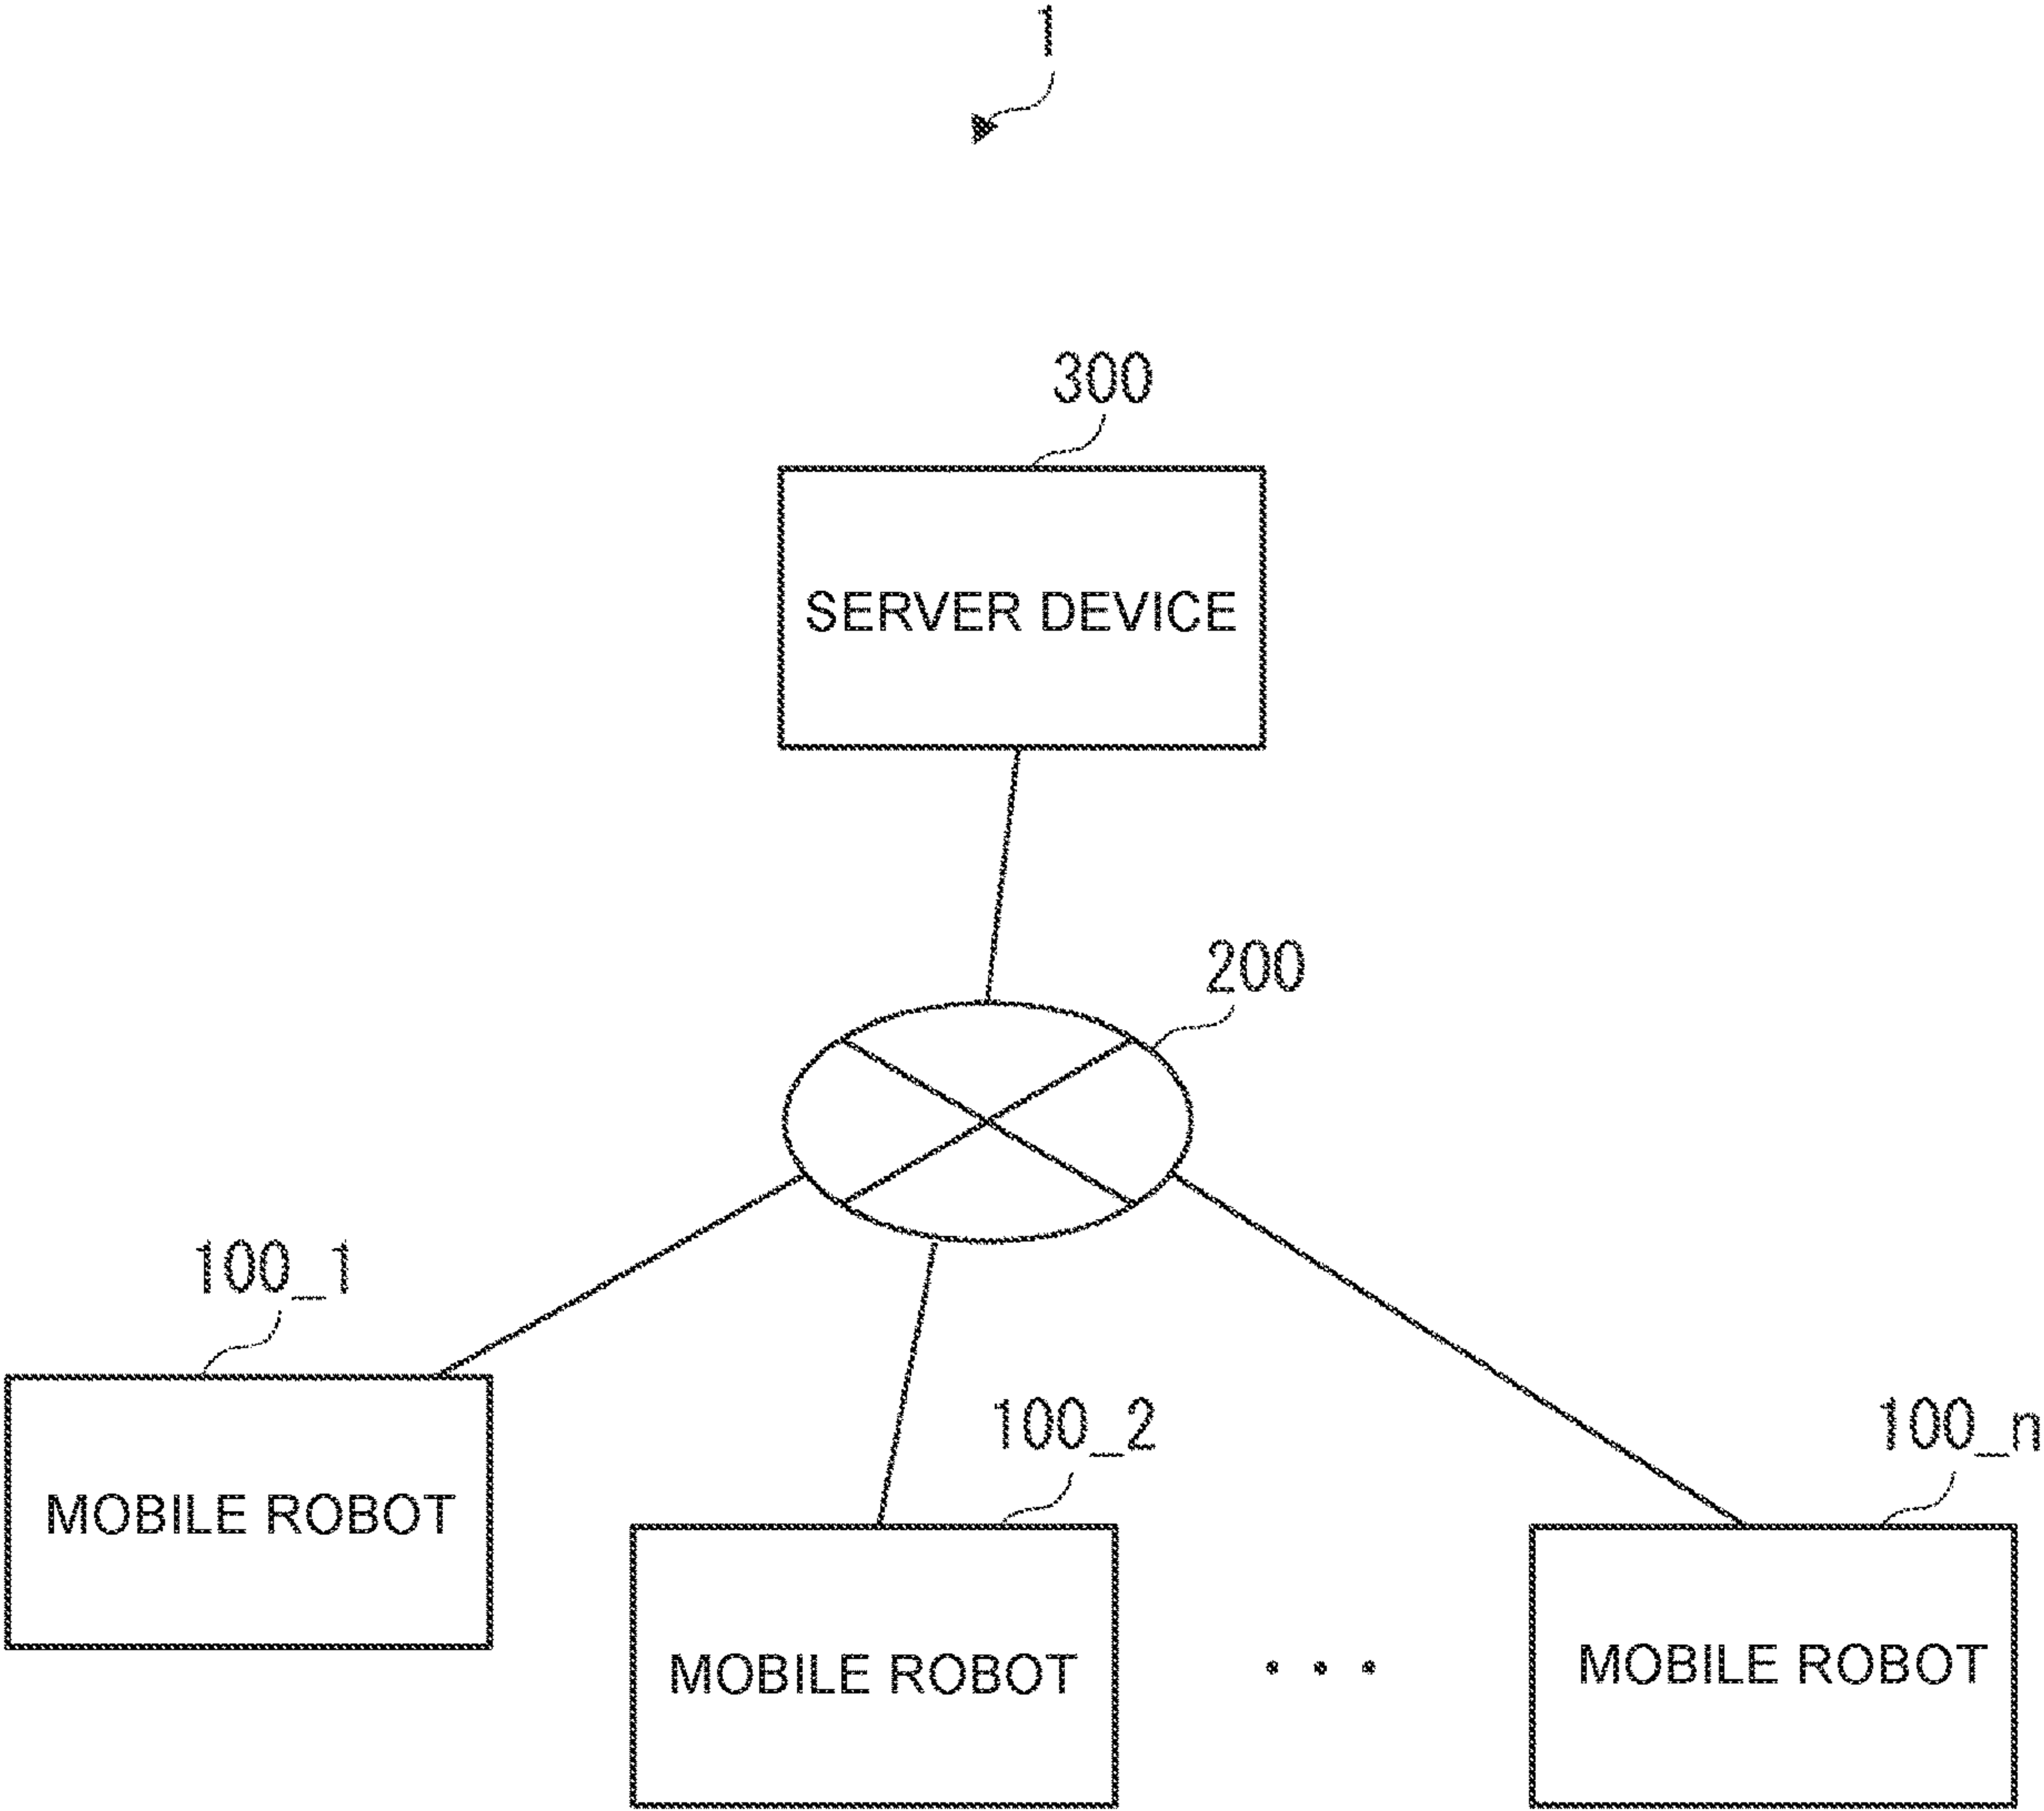 1
300
SERVER DEVICE
200
100_1
MOBILE ROBOT
100_2
MOBILE ROBOT
...
100_n
MOBILE ROBOT